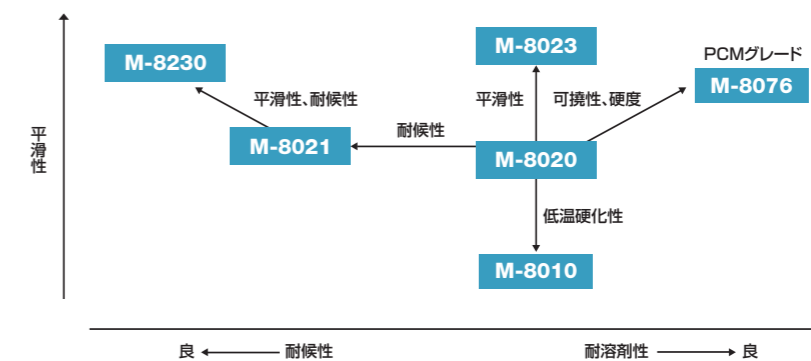 M-8023
M-8230
PCMグレード
M-8076
平滑性、耐候性
平滑性
可撓性、硬度
平滑性
耐候性
M-8021
M-8020
低温硬化性
M-8010
良
耐候性
耐溶剤性
良